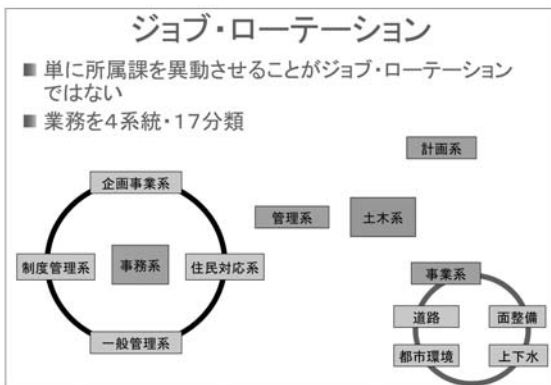 ジョブ・ローテーション
■ 単に所属課を異動させることがジョブ・ローテーション
ではない
■ 業務を4系統・17分類
計画系
企画事業系
管理系
土木系
制度管理系
事務系
住民対応系
事業系
道路
面整備
一般管理系
都市環境
上下水